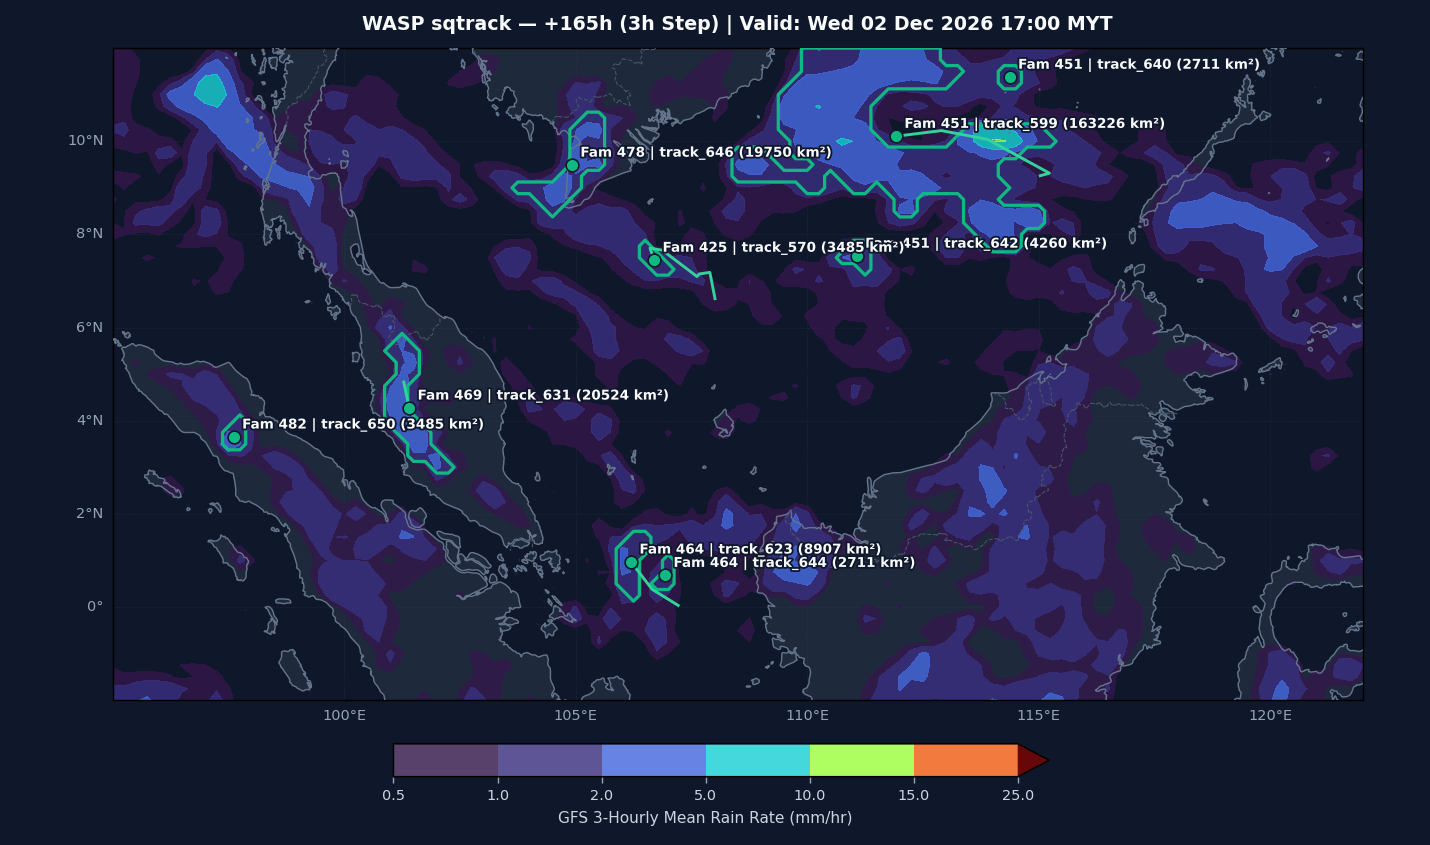 WASP sqtrack — +165h (3h Step) | Valid: Wed 02 Dec 2026 17:00 MYT
Fam 451 | track_640 (2711 km²)
Fam 451 | track_599 (163226 km²)
10°N
Fam 478 | track_646 (19750 km²)
8°N
Fam 425 | track_570 (3485 km²)
Fam 451 | track_642 (4260 km²)
6°N
Fam 469 | track_631 (20524 km²)
4°N
Fam 482 | track_650 (3485 km²)
2°N
Fam 464 | track_623 (8907 km²)
Fam 464 | track_644 (2711 km²)
0°
100°E 105°E 110°E 115°E 120°E
0.5 1.0 2.0 5.0 10.0 15.0 25.0
GFS 3-Hourly Mean Rain Rate (mm/hr)